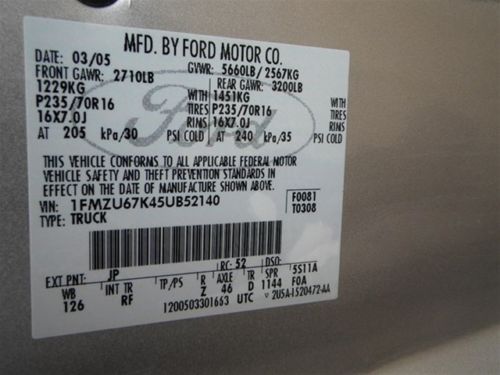 MFD. BY FORD MOTOR CO.
DATE: 03/05 GVWR: 5660LB/2567KG
FRONT GAWR: 2710LB REAR GAWR: 3200LB
1229KG WITH 1451KG WITH
P235/70R16 TIRES P235/70R16 TIRES
16X7.0J RIMS 16X7.0J RIMS
AT 205 kPa/30 PSI COLD AT 240 kPa/35 PSI COLD
Ford
THIS VEHICLE CONFORMS TO ALL APPLICABLE FEDERAL MOTOR
VEHICLE SAFETY AND THEFT PREVENTION STANDARDS IN
EFFECT ON THE DATE OF MANUFACTURE SHOWN ABOVE.
VIN: 1FMZU67K45UB52140 F0081
TYPE: TRUCK T0308
EXT PNT: JP RC: 52 DSO:
WB INT TR TP/PS R AXLE TR SPR 5S11A
126 RF Z 46 D 1144 F0A
1200503301663 UTC V 2U5A-1520472-AA